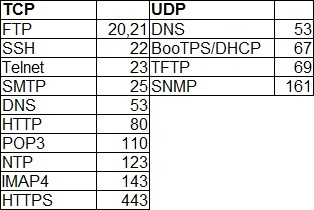 TCP UDP
FTP 20,21 DNS 53
SSH 22 BooTPS/DHCP 67
Telnet 23 TFTP 69
SMTP 25 SNMP 161
DNS 53
HTTP 80
POP3 110
NTP 123
IMAP4 143
HTTPS 443